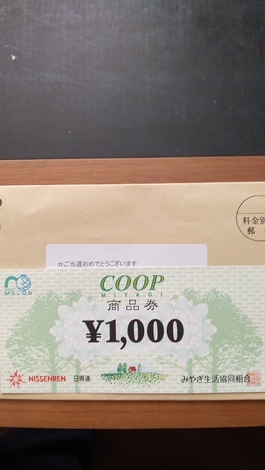 料金別
郵
☆ご当選おめでとうございます
MELON
COOP
MIYAGI
商品券
¥1,000
NISSENREN 日専連
みやぎ生活協同組合